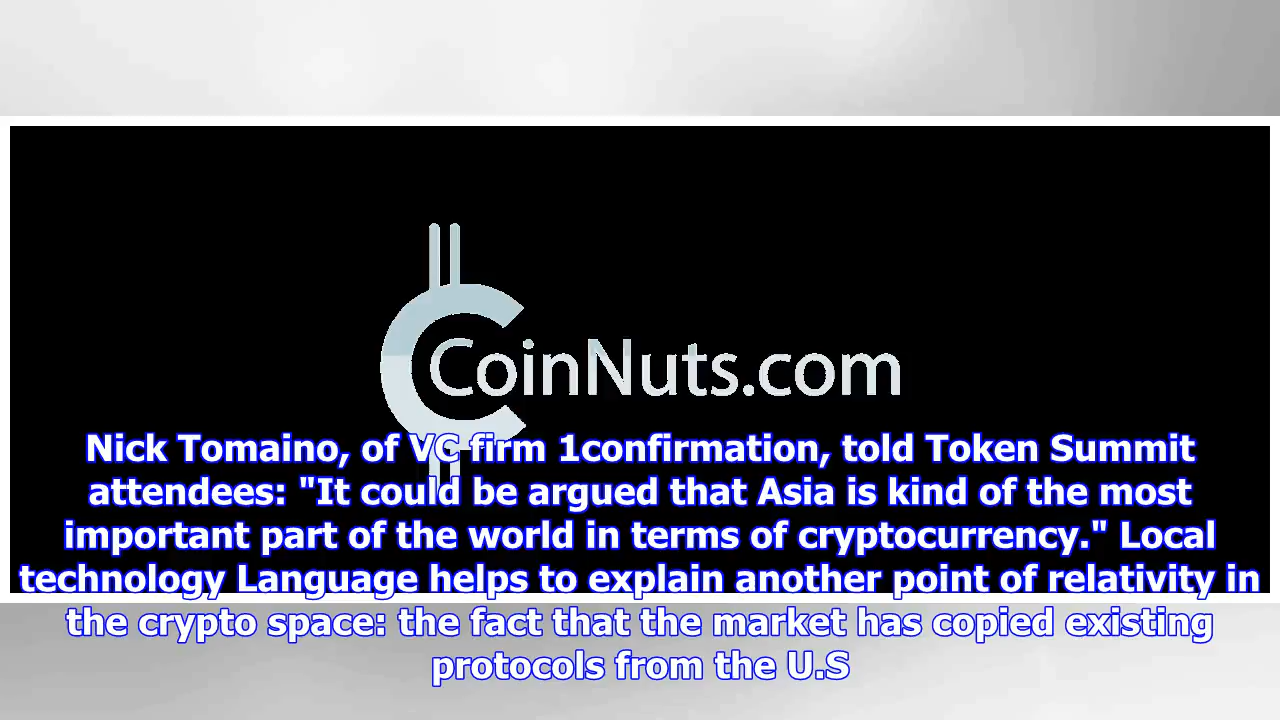 CoinNuts.com
Nick Tomaino, of VC firm 1confirmation, told Token Summit
attendees: "It could be argued that Asia is kind of the most
important part of the world in terms of cryptocurrency." Local
technology Language helps to explain another point of relativity in
the crypto space: the fact that the market has copied existing
protocols from the U.S